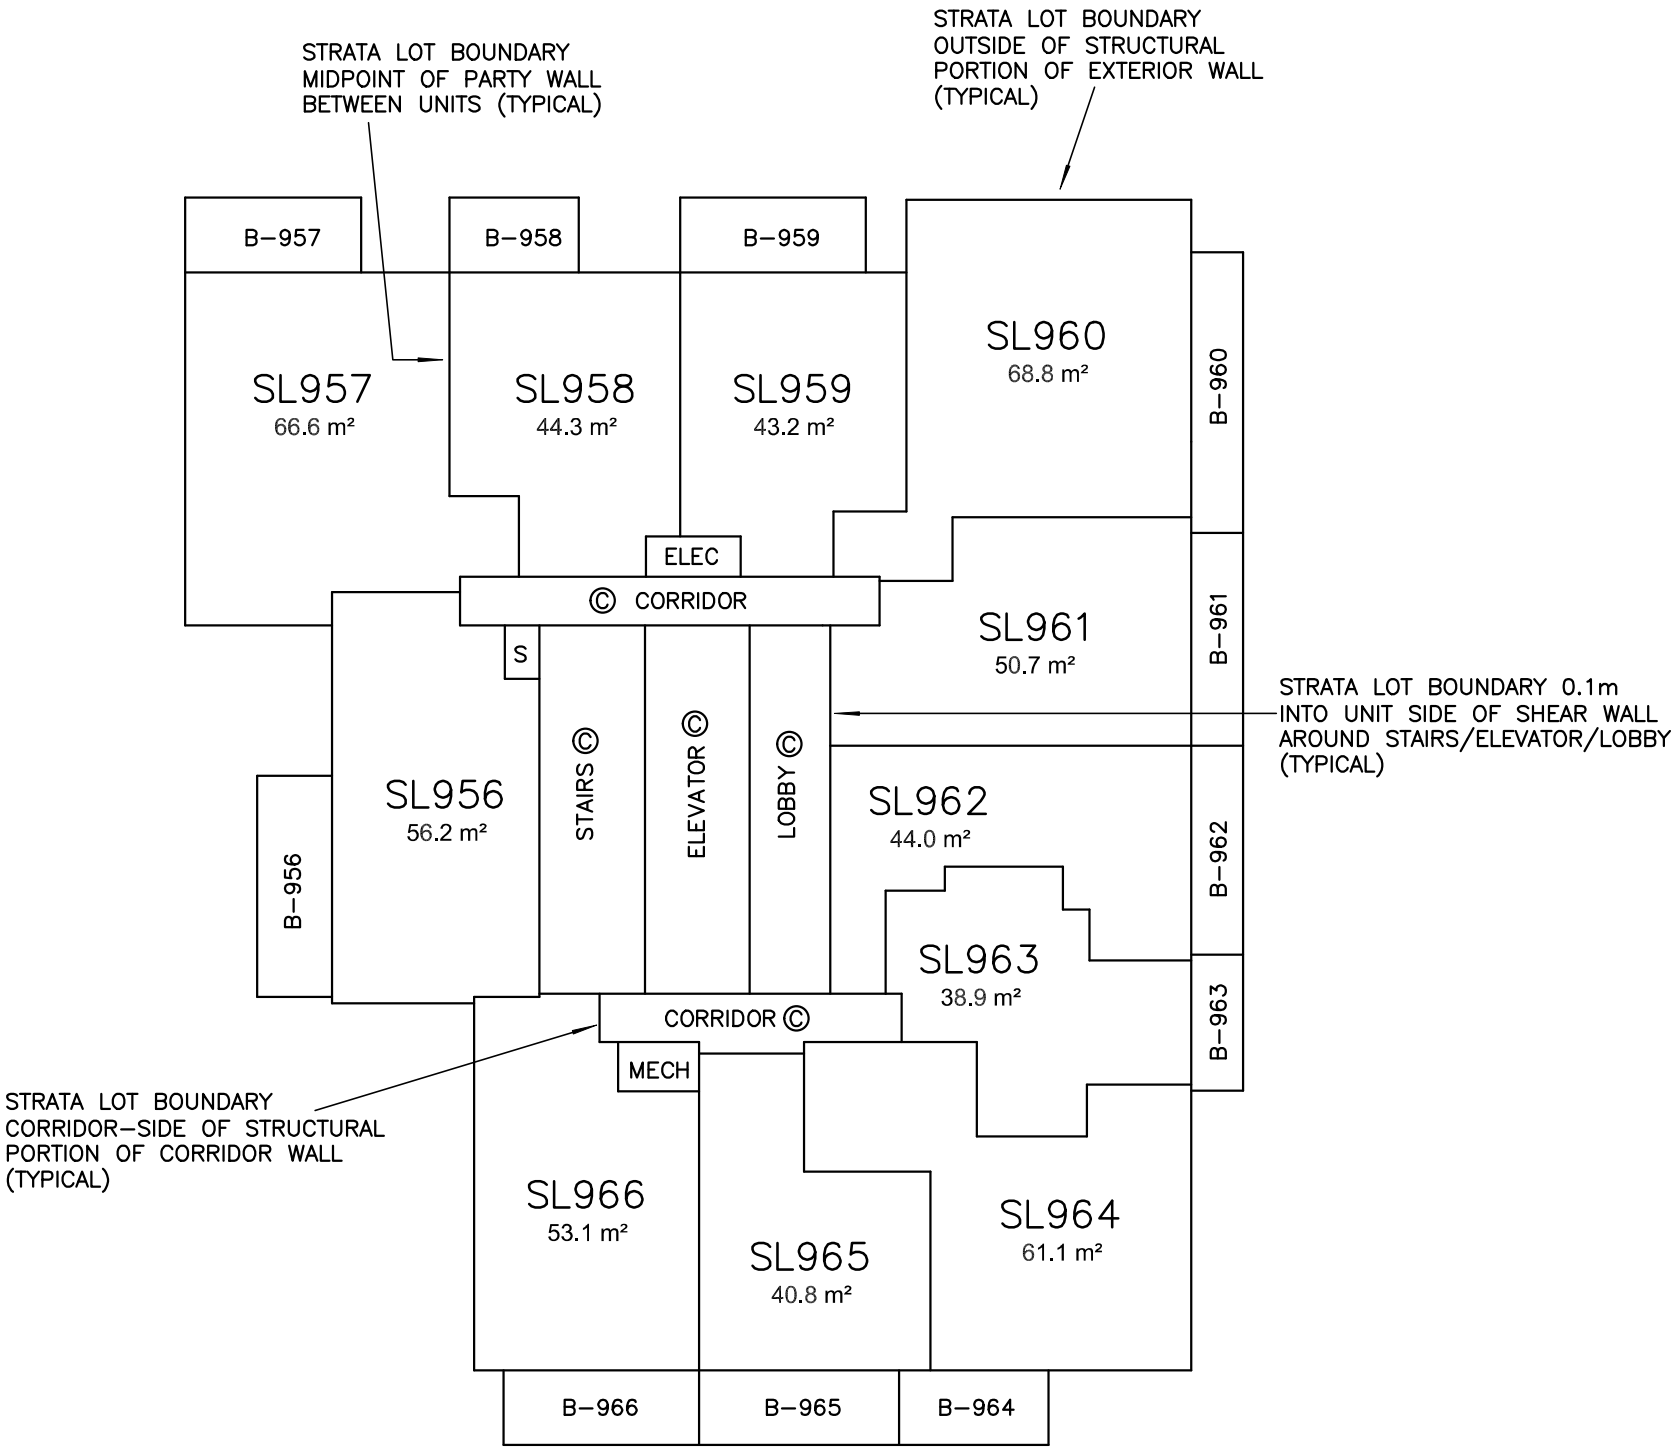 STRATA LOT BOUNDARY
OUTSIDE OF STRUCTURAL
PORTION OF EXTERIOR WALL
(TYPICAL)
STRATA LOT BOUNDARY
MIDPOINT OF PARTY WALL
BETWEEN UNITS (TYPICAL)
B-957
B-958
B-959
SL960
68.8 m²
B-960
SL957
66.6 m²
SL958
44.3 m²
SL959
43.2 m²
ELEC
© CORRIDOR
SL961
50.7 m²
B-961
S
STRATA LOT BOUNDARY 0.1m
INTO UNIT SIDE OF SHEAR WALL
AROUND STAIRS/ELEVATOR/LOBBY
(TYPICAL)
SL956
56.2 m²
STAIRS ©
ELEVATOR ©
LOBBY ©
SL962
44.0 m²
B-962
B-956
SL963
38.9 m²
B-963
CORRIDOR ©
MECH
STRATA LOT BOUNDARY
CORRIDOR-SIDE OF STRUCTURAL
PORTION OF CORRIDOR WALL
(TYPICAL)
SL966
53.1 m²
SL965
40.8 m²
SL964
61.1 m²
B-966
B-965
B-964